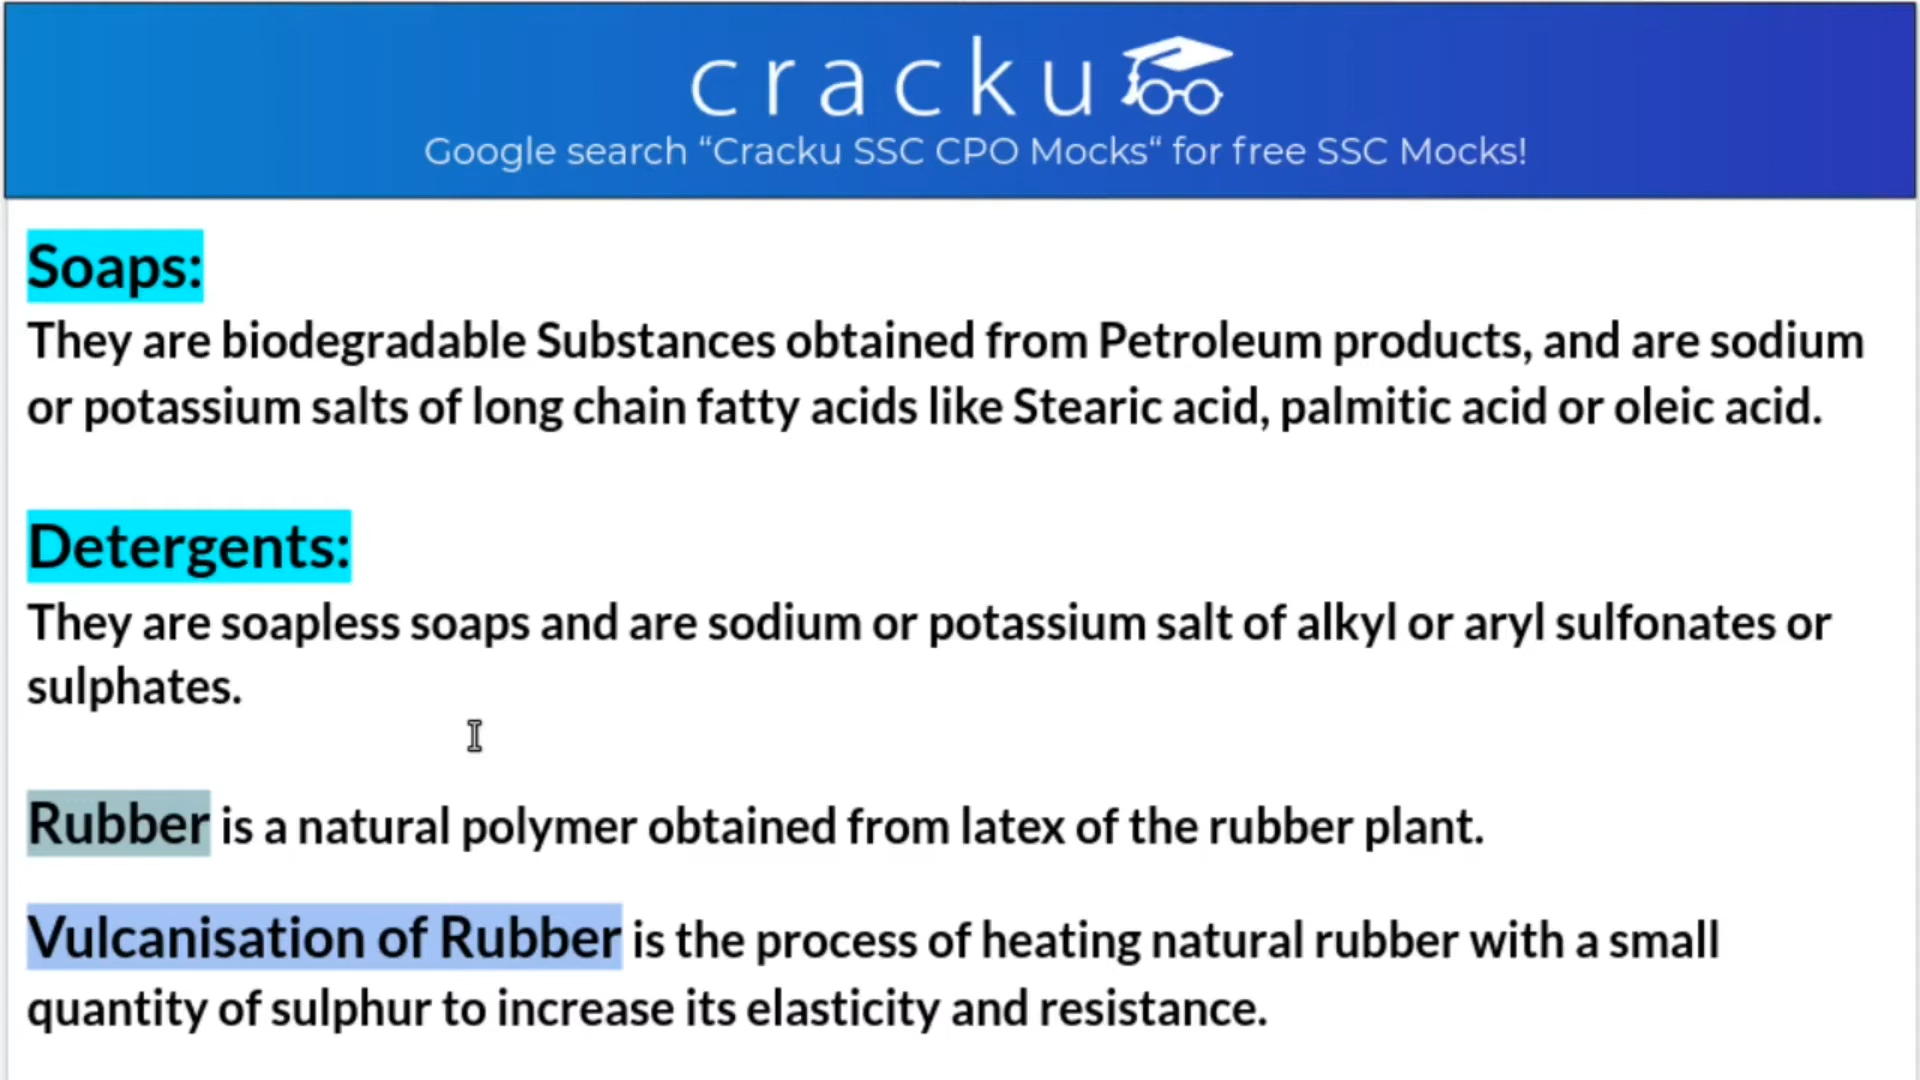 cracku
Google search “Cracku SSC CPO Mocks“ for free SSC Mocks!
Soaps:
They are biodegradable Substances obtained from Petroleum products, and are sodium
or potassium salts of long chain fatty acids like Stearic acid, palmitic acid or oleic acid.
Detergents:
They are soapless soaps and are sodium or potassium salt of alkyl or aryl sulfonates or
sulphates.
Rubber is a natural polymer obtained from latex of the rubber plant.
Vulcanisation of Rubber is the process of heating natural rubber with a small
quantity of sulphur to increase its elasticity and resistance.